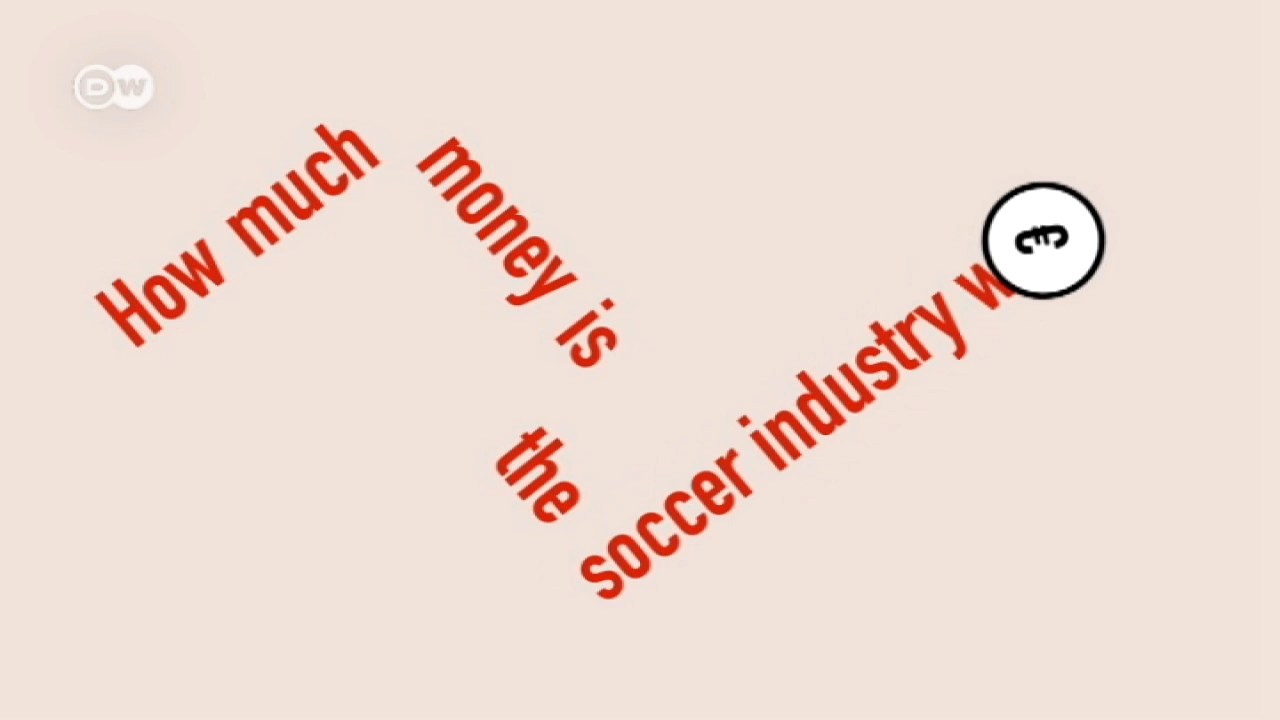 DW
How much
money is
the
soccer industry w
€